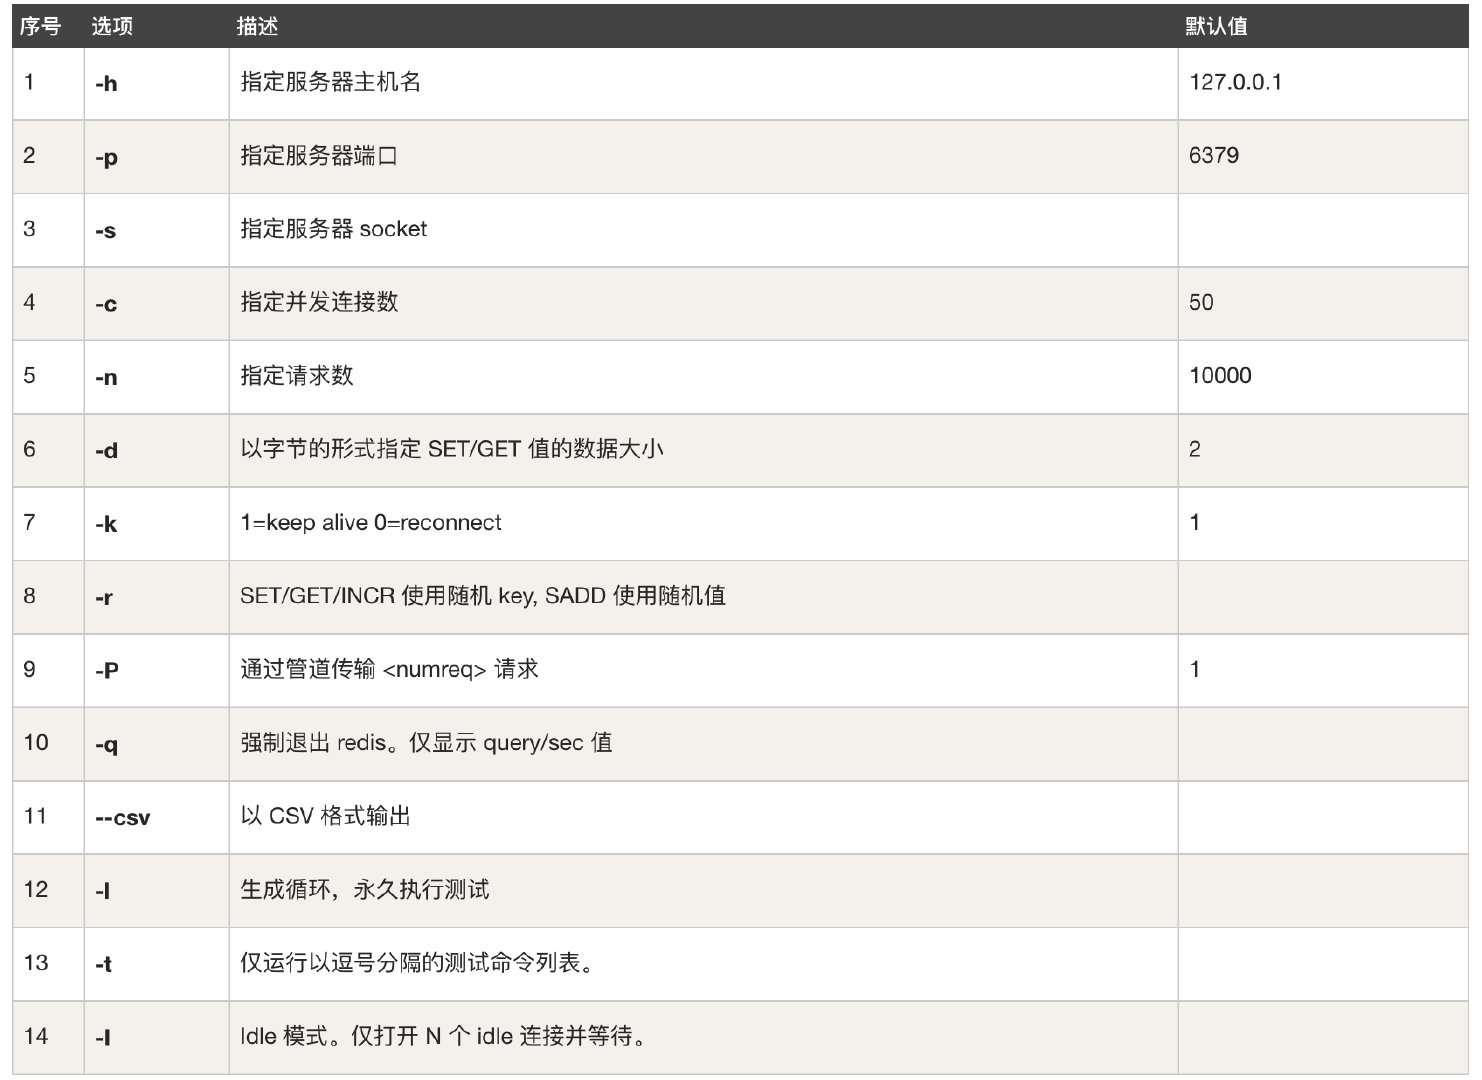 序号 选项 描述 默认值
1 -h 指定服务器主机名 127.0.0.1
2 -p 指定服务器端口 6379
3 -s 指定服务器 socket
4 -c 指定并发连接数 50
5 -n 指定请求数 10000
6 -d 以字节的形式指定 SET/GET 值的数据大小 2
7 -k 1=keep alive 0=reconnect 1
8 -r SET/GET/INCR 使用随机 key, SADD 使用随机值
9 -P 通过管道传输 <numreq> 请求 1
10 -q 强制退出 redis。仅显示 query/sec 值
11 --csv 以 CSV 格式输出
12 -l 生成循环，永久执行测试
13 -t 仅运行以逗号分隔的测试命令列表。
14 -I Idle 模式。仅打开 N 个 idle 连接并等待。